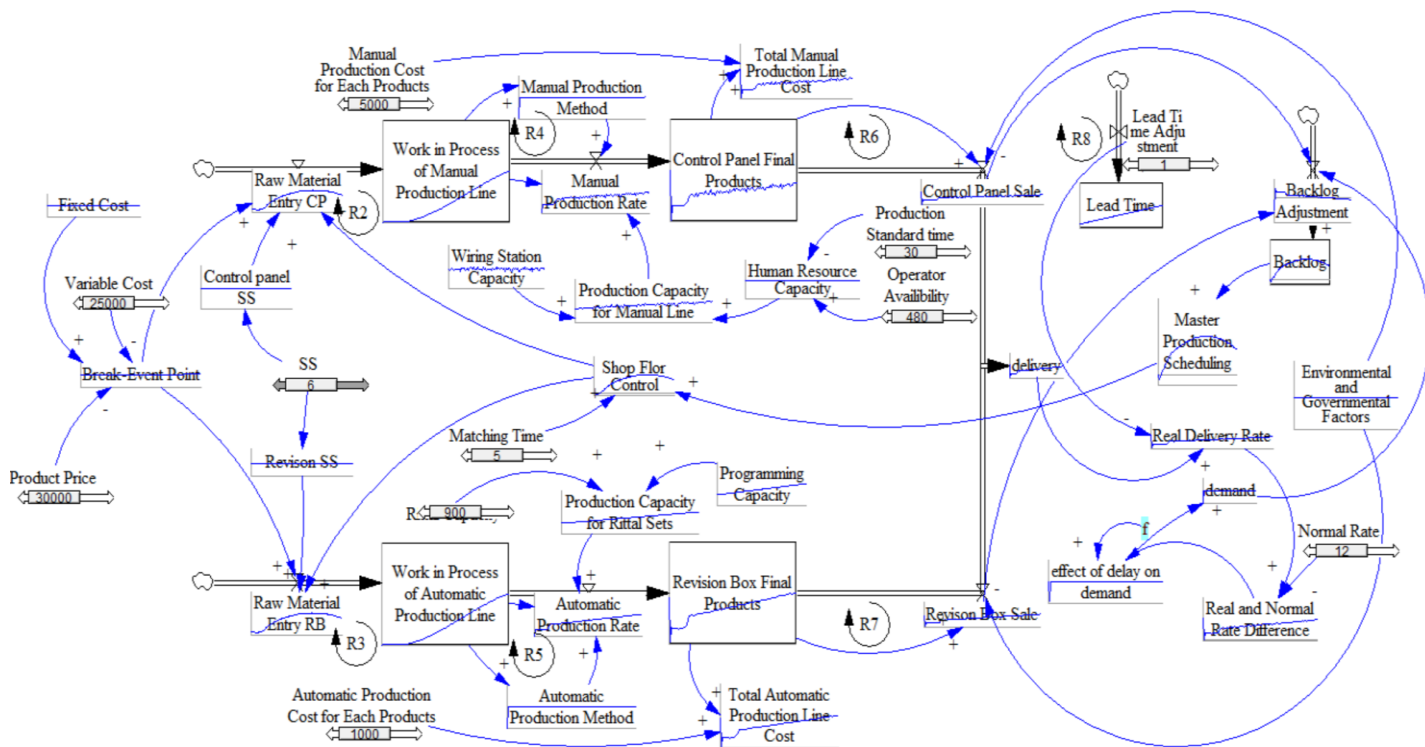 Manual
Production Cost
for Each Products
5000
Manual Production
Method
Total Manual
Production Line
Cost
R4
R6
R8
Lead Ti
me Adju
stment
1
Work in Process
of Manual
Production Line
Control Panel Final
Products
Raw Material
Entry CP
R2
Manual
Production Rate
Control Panel Sale
Lead Time
Backlog
Adjustment
Fixed Cost
Production
Standard time
30
Wiring Station
Capacity
Human Resource
Capacity
Backlog
Variable Cost
25000
Control panel
SS
Operator
Availibility
480
Production Capacity
for Manual Line
Master
Production
Scheduling
Break-Event Point
SS
6
Shop Flor
Control
delivery
Environmental
and
Governmental
Factors
Matching Time
5
Real Delivery Rate
Product Price
30000
Revison SS
900
Programming
Capacity
Production Capacity
for Rittal Sets
demand
f
Normal Rate
12
Work in Process
of Automatic
Production Line
Revision Box Final
Products
effect of delay on
demand
Raw Material
Entry RB
R3
Automatic
Production Rate
R5
R7
Revison Box Sale
Real and Normal
Rate Difference
Automatic Production
Cost for Each Products
1000
Automatic
Production Method
Total Automatic
Production Line
Cost